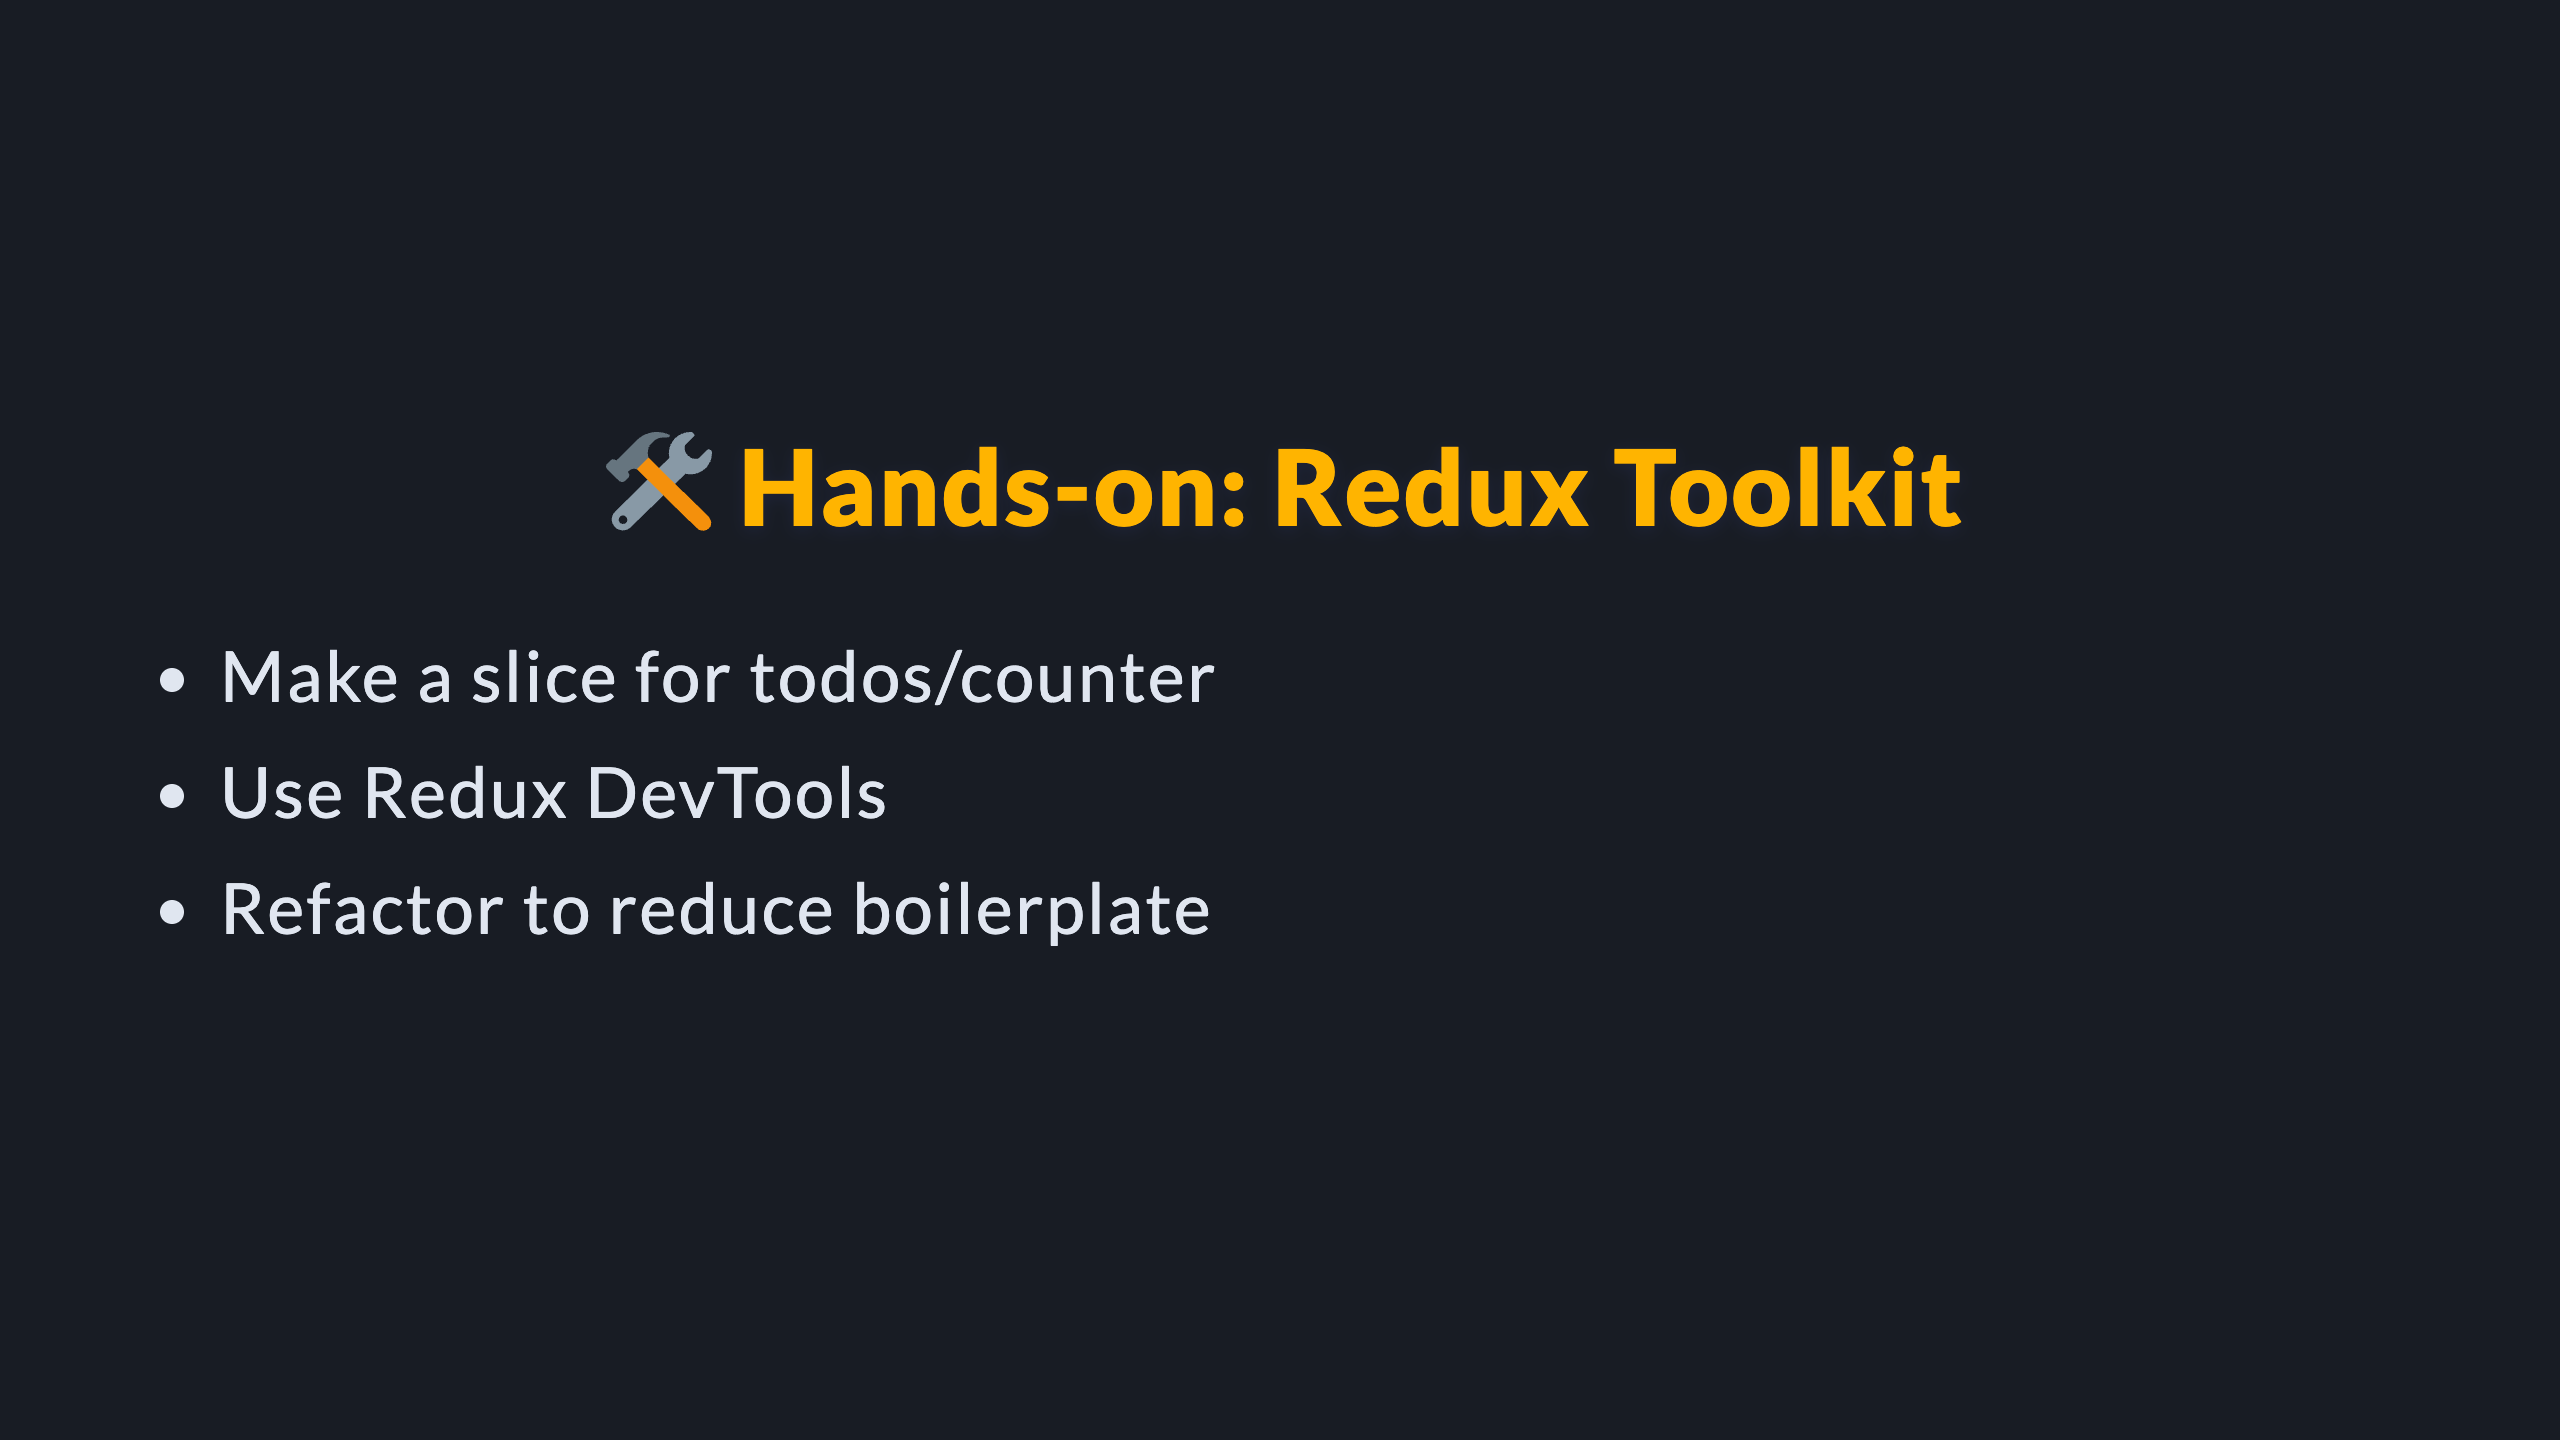 🛠️ Hands-on: Redux Toolkit
• Make a slice for todos/counter
• Use Redux DevTools
• Refactor to reduce boilerplate